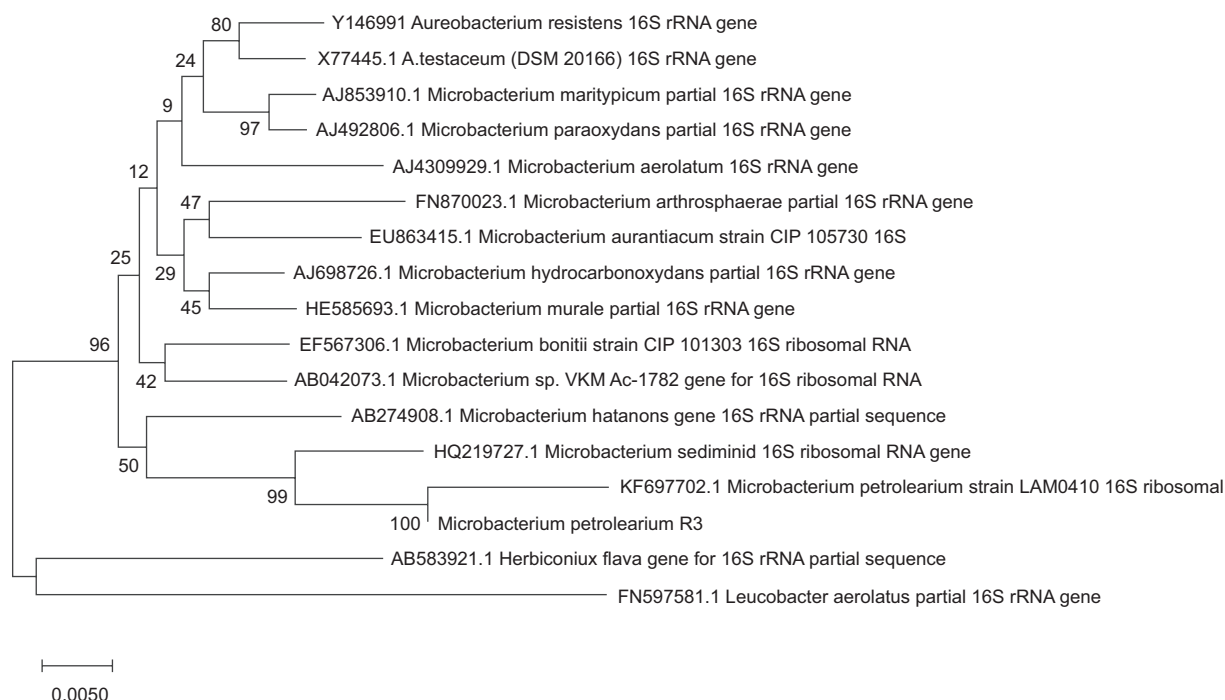 80
Y146991 Aureobacterium resistens 16S rRNA gene
X77445.1 A.testaceum (DSM 20166) 16S rRNA gene
24
AJ853910.1 Microbacterium maritypicum partial 16S rRNA gene
9
97
AJ492806.1 Microbacterium paraoxydans partial 16S rRNA gene
AJ4309929.1 Microbacterium aerolatum 16S rRNA gene
12
47
FN870023.1 Microbacterium arthrosphaerae partial 16S rRNA gene
EU863415.1 Microbacterium aurantiacum strain CIP 105730 16S
25
29
AJ698726.1 Microbacterium hydrocarbonoxydans partial 16S rRNA gene
45
HE585693.1 Microbacterium murale partial 16S rRNA gene
96
EF567306.1 Microbacterium bonitii strain CIP 101303 16S ribosomal RNA
42
AB042073.1 Microbacterium sp. VKM Ac-1782 gene for 16S ribosomal RNA
AB274908.1 Microbacterium hatanons gene 16S rRNA partial sequence
50
HQ219727.1 Microbacterium sediminid 16S ribosomal RNA gene
99
KF697702.1 Microbacterium petrolearium strain LAM0410 16S ribosomal
100
Microbacterium petrolearium R3
AB583921.1 Herbiconiux flava gene for 16S rRNA partial sequence
FN597581.1 Leucobacter aerolatus partial 16S rRNA gene
0.0050